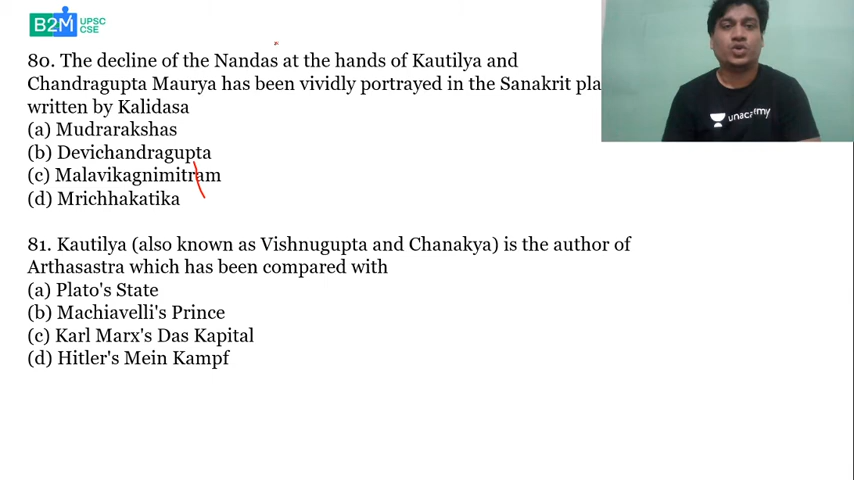 B2M UPSC
CSE
80. The decline of the Nandas at the hands of Kautilya and
Chandragupta Maurya has been vividly portrayed in the Sanakrit pla
written by Kalidasa
(a) Mudrarakshas
(b) Devichandragupta
(c) Malavikagnimitram
(d) Mrichhakatika
81. Kautilya (also known as Vishnugupta and Chanakya) is the author of
Arthasastra which has been compared with
(a) Plato's State
(b) Machiavelli's Prince
(c) Karl Marx's Das Kapital
(d) Hitler's Mein Kampf
unacademy